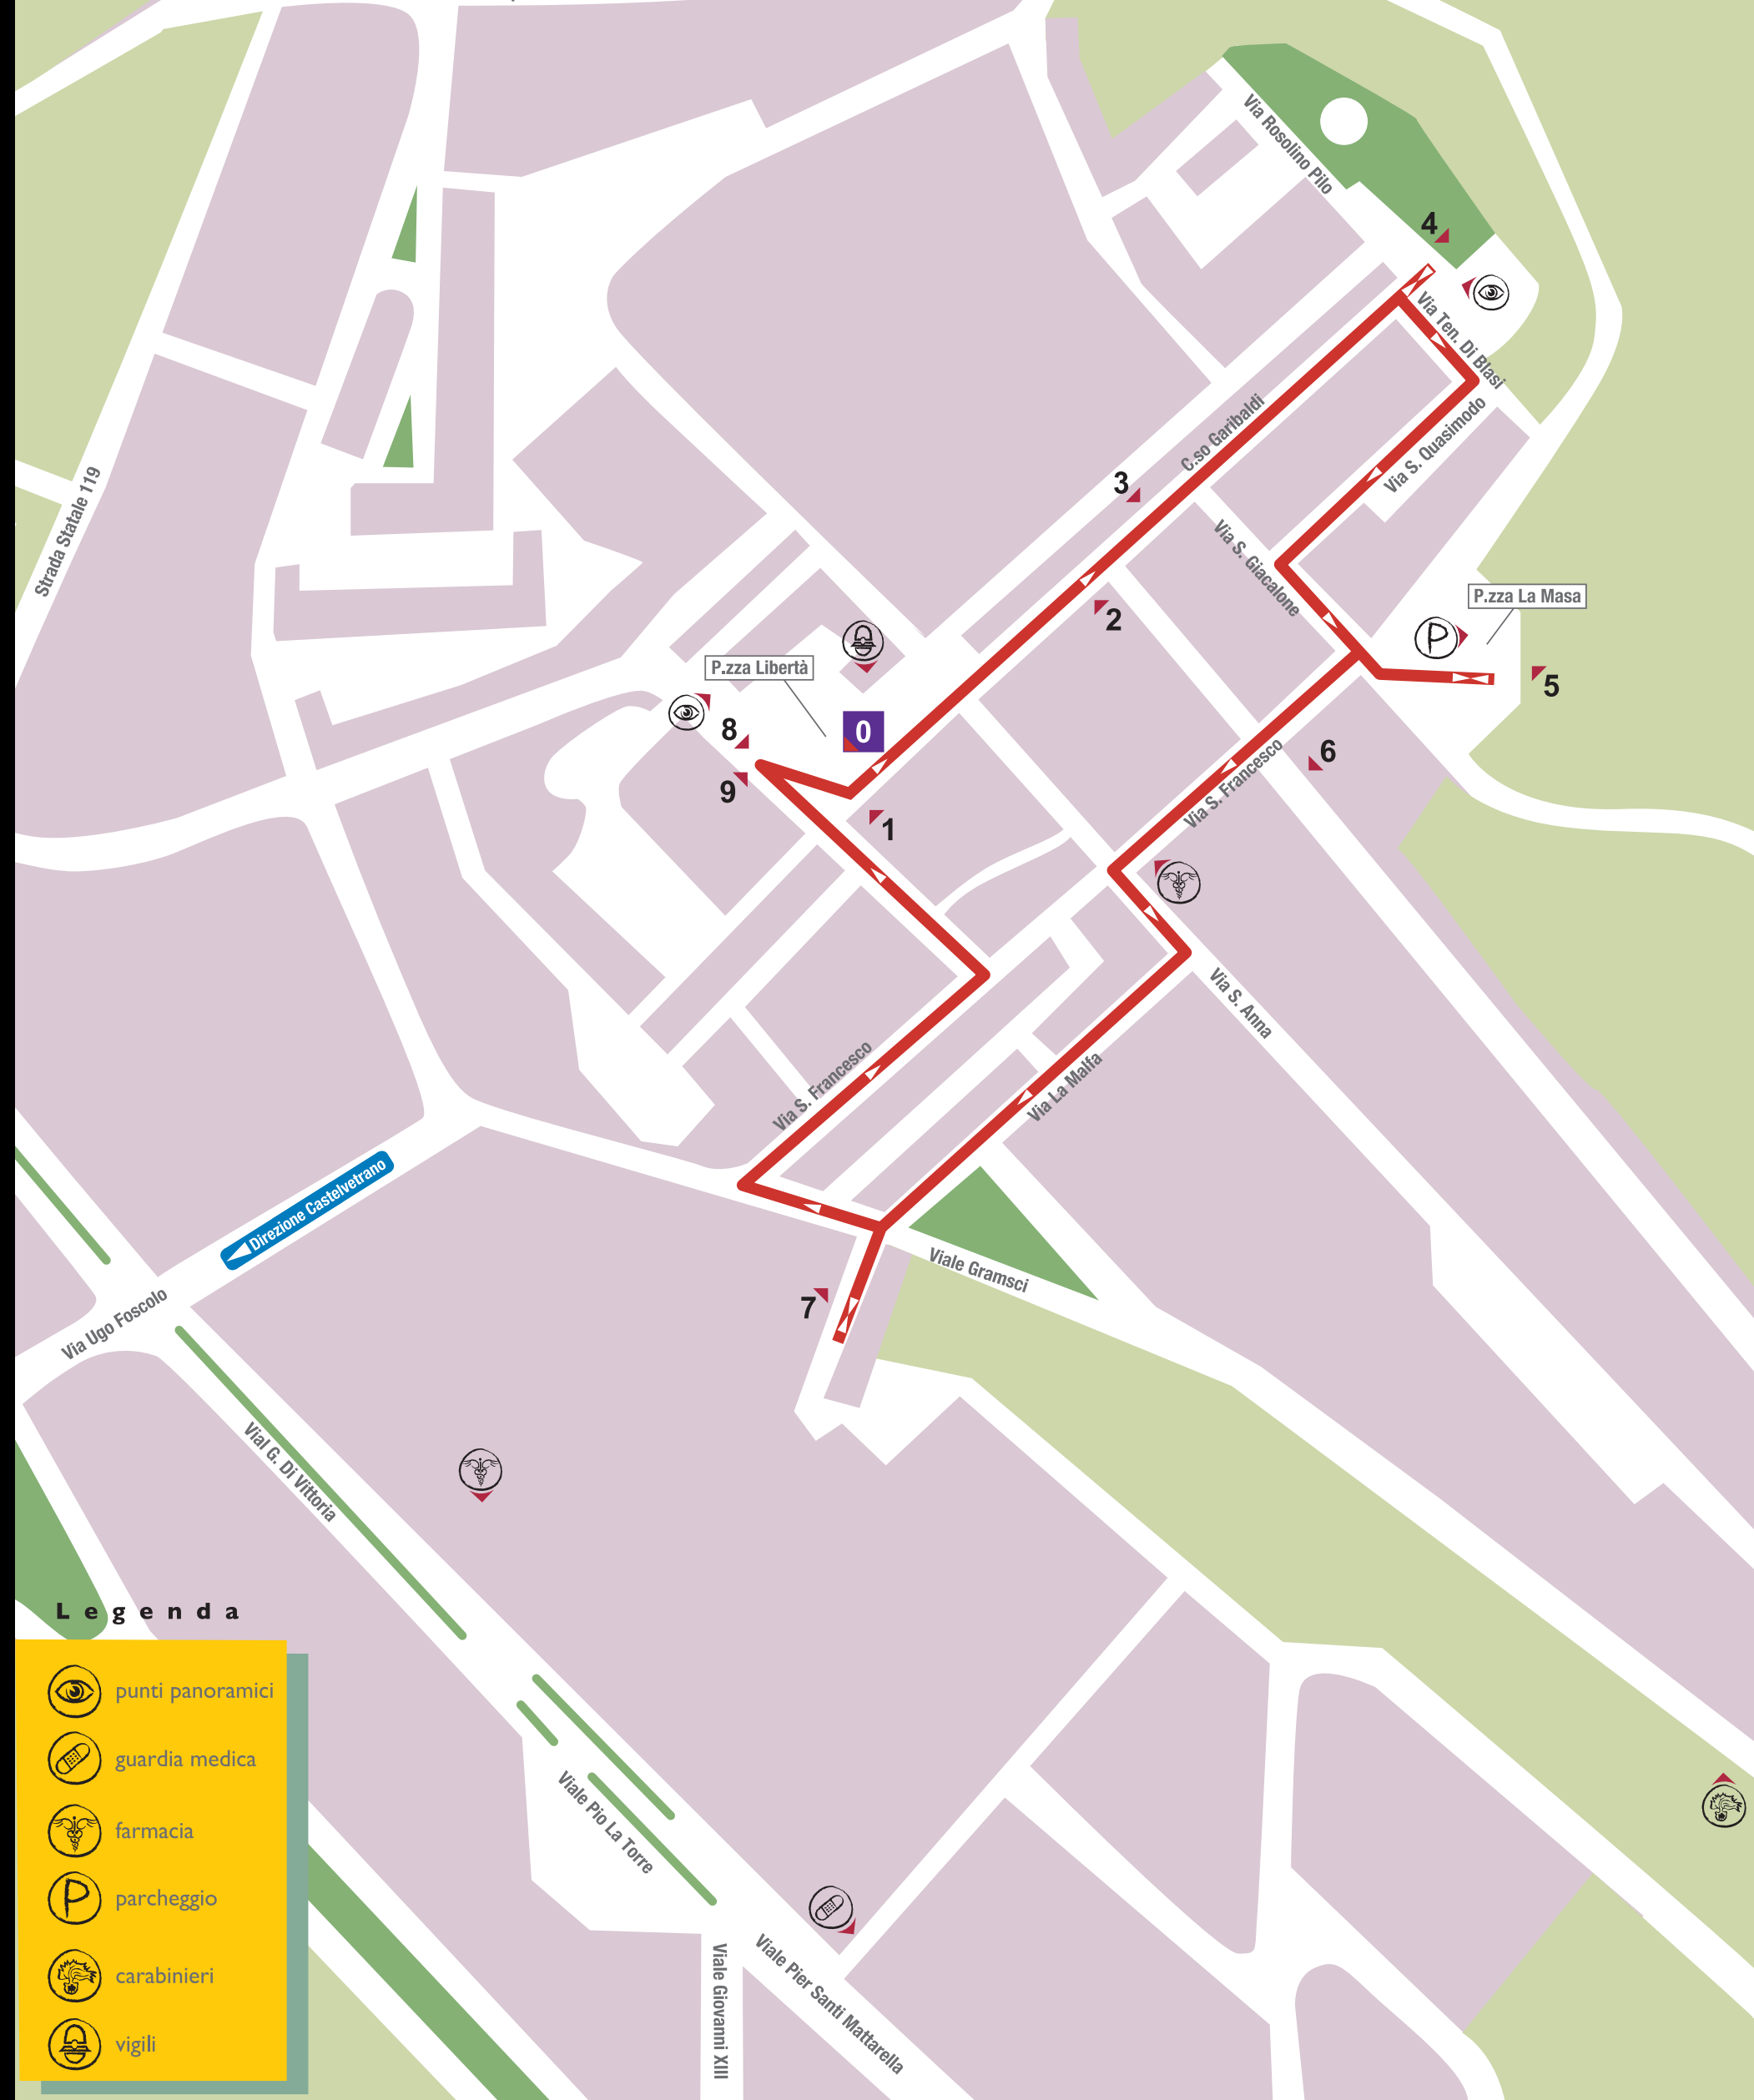 Via Rosolino Pilo
4
Via Ten. Di Blasi
C.so Garibaldi
Via S. Quasimodo
3
Strada Statale 119
Via S. Giacalone
2
P.zza La Masa
P
P.zza Libertà
5
8
0
6
9
1
Via S. Francesco
Via S. Anna
Via S. Francesco
Via La Malfa
Direzione Castelvetrano
Viale Gramsci
7
Via Ugo Foscolo
Vial G. Di Vittoria
Legenda
punti panoramici
guardia medica
farmacia
P parcheggio
carabinieri
vigili
Viale Pio La Torre
Viale Giovanni XIII
Viale Pier Santi Mattarella